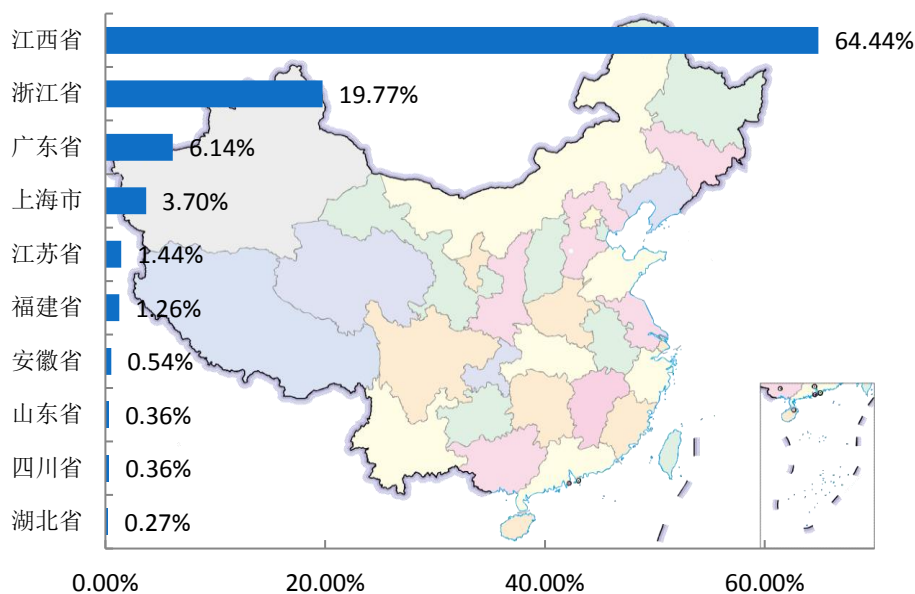 江西省 64.44%
浙江省 19.77%
广东省 6.14%
上海市 3.70%
江苏省 1.44%
福建省 1.26%
安徽省 0.54%
山东省 0.36%
四川省 0.36%
湖北省 0.27%
0.00% 20.00% 40.00% 60.00%